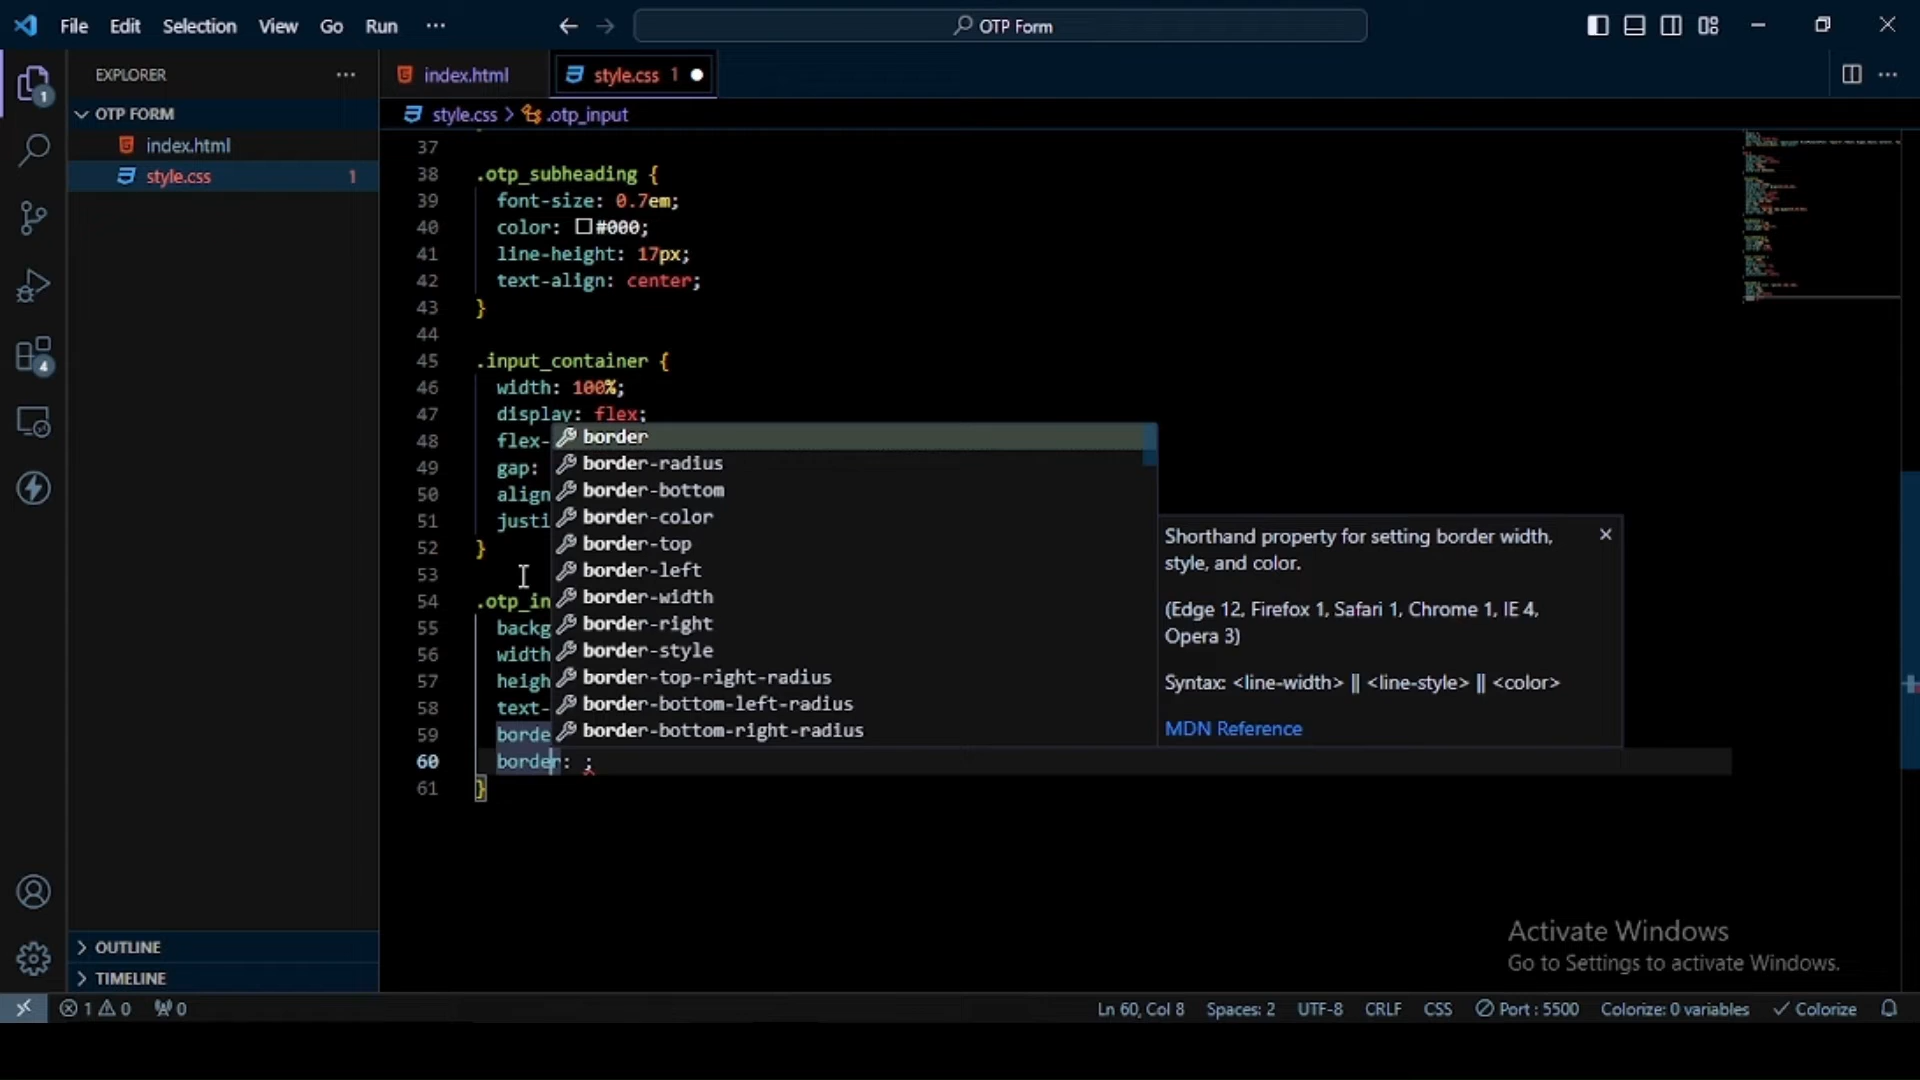 File Edit Selection View Go Run ··· ← → OTP Form
EXPLORER ···
index.html
style.css 1
OTP FORM
style.css > .otp_input
index.html
style.css 1
1
4
37
38 .otp_subheading {
39 font-size: 0.7em;
40 color: #000;
41 line-height: 17px;
42 text-align: center;
43 }
44
45 .input_container {
46 width: 100%;
47 display: flex;
48 flex-
49 gap:
50 align
51 justi
52 }
53
54 .otp_in
55 backg
56 width
57 heigh
58 text-
59 borde
60 border: ;
61 }
border
border-radius
border-bottom
border-color
border-top
border-left
border-width
border-right
border-style
border-top-right-radius
border-bottom-left-radius
border-bottom-right-radius
Shorthand property for setting border width,
style, and color.
(Edge 12, Firefox 1, Safari 1, Chrome 1, IE 4,
Opera 3)
Syntax: <line-width> || <line-style> || <color>
MDN Reference
OUTLINE
TIMELINE
Activate Windows
Go to Settings to activate Windows.
1 0 0 Ln 60, Col 8 Spaces: 2 UTF-8 CRLF CSS Port : 5500 Colorize: 0 variables Colorize